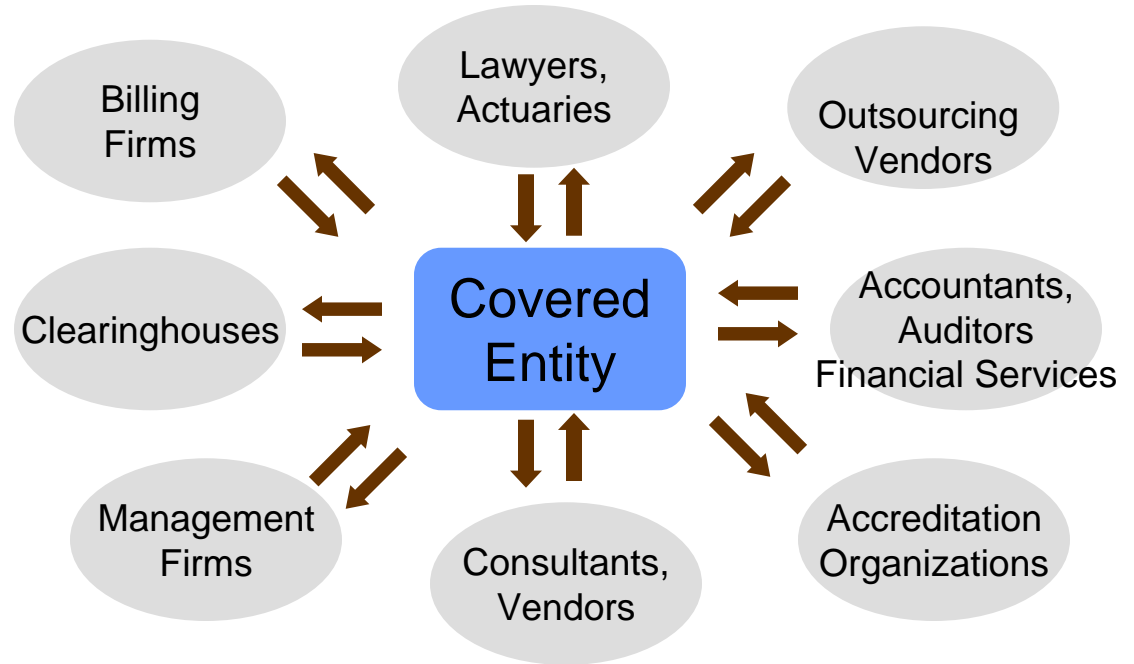 Billing
Firms
Lawyers,
Actuaries
Outsourcing
Vendors
Clearinghouses
Covered
Entity
Accountants,
Auditors
Financial Services
Management
Firms
Consultants,
Vendors
Accreditation
Organizations